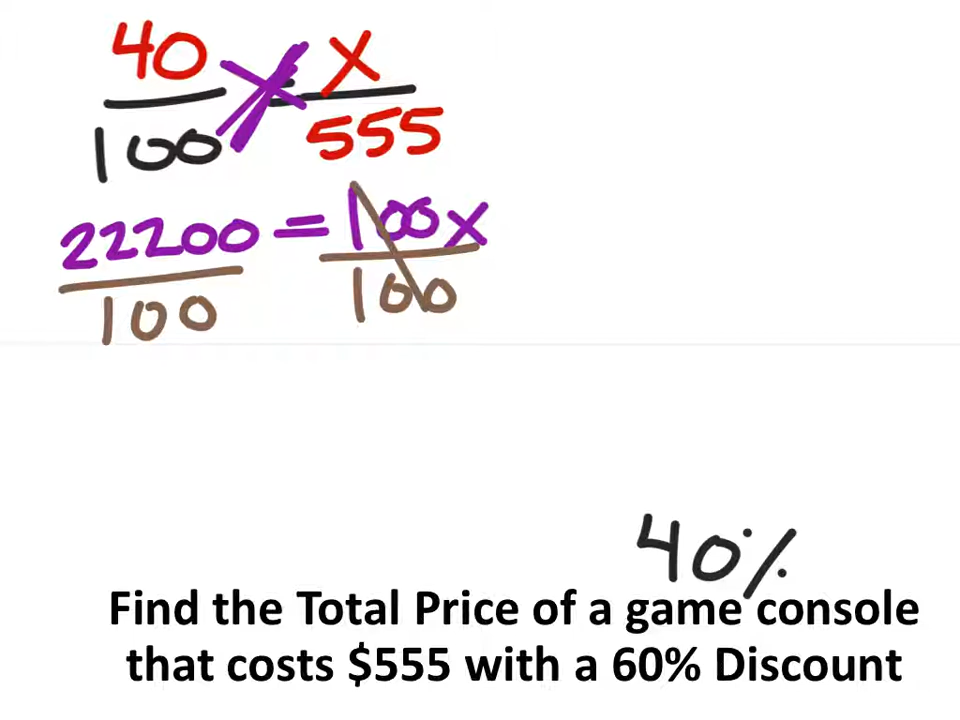 40 = x
100 555
22200 = 100x
100 100
40%
Find the Total Price of a game console
that costs $555 with a 60% Discount